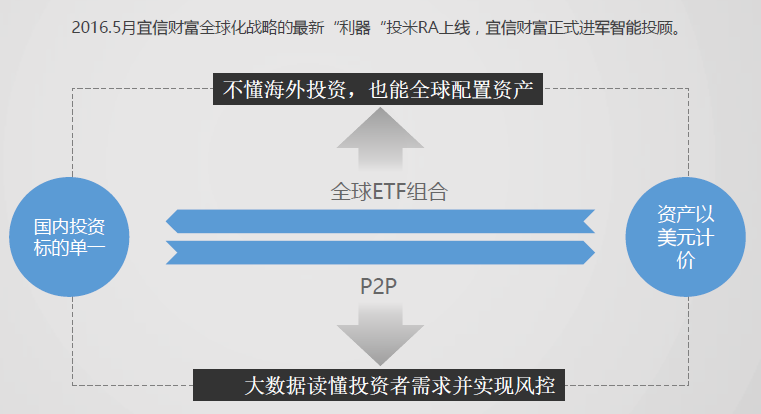 2016.5月宜信财富全球化战略的最新“利器“投米RA上线，宜信财富正式进军智能投顾。
不懂海外投资，也能全球配置资产
全球ETF组合
国内投资
标的单一
资产以
美元计
价
P2P
大数据读懂投资者需求并实现风控